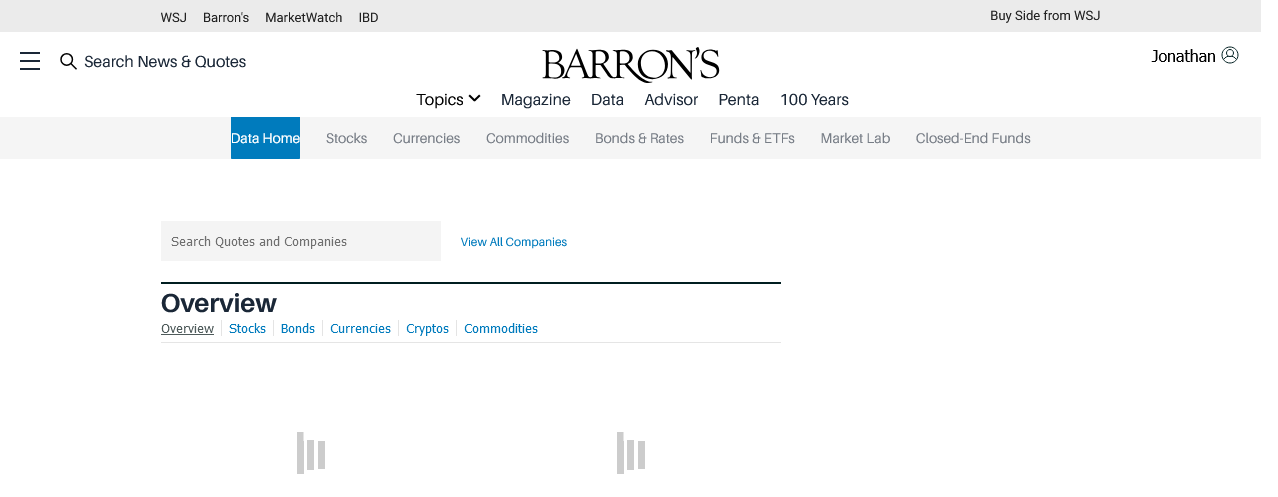 WSJ Barron's MarketWatch IBD Buy Side from WSJ
Search News & Quotes BARRON'S Jonathan
Topics Magazine Data Advisor Penta 100 Years
Data Home Stocks Currencies Commodities Bonds & Rates Funds & ETFs Market Lab Closed-End Funds
Search Quotes and Companies View All Companies
Overview
Overview Stocks Bonds Currencies Cryptos Commodities